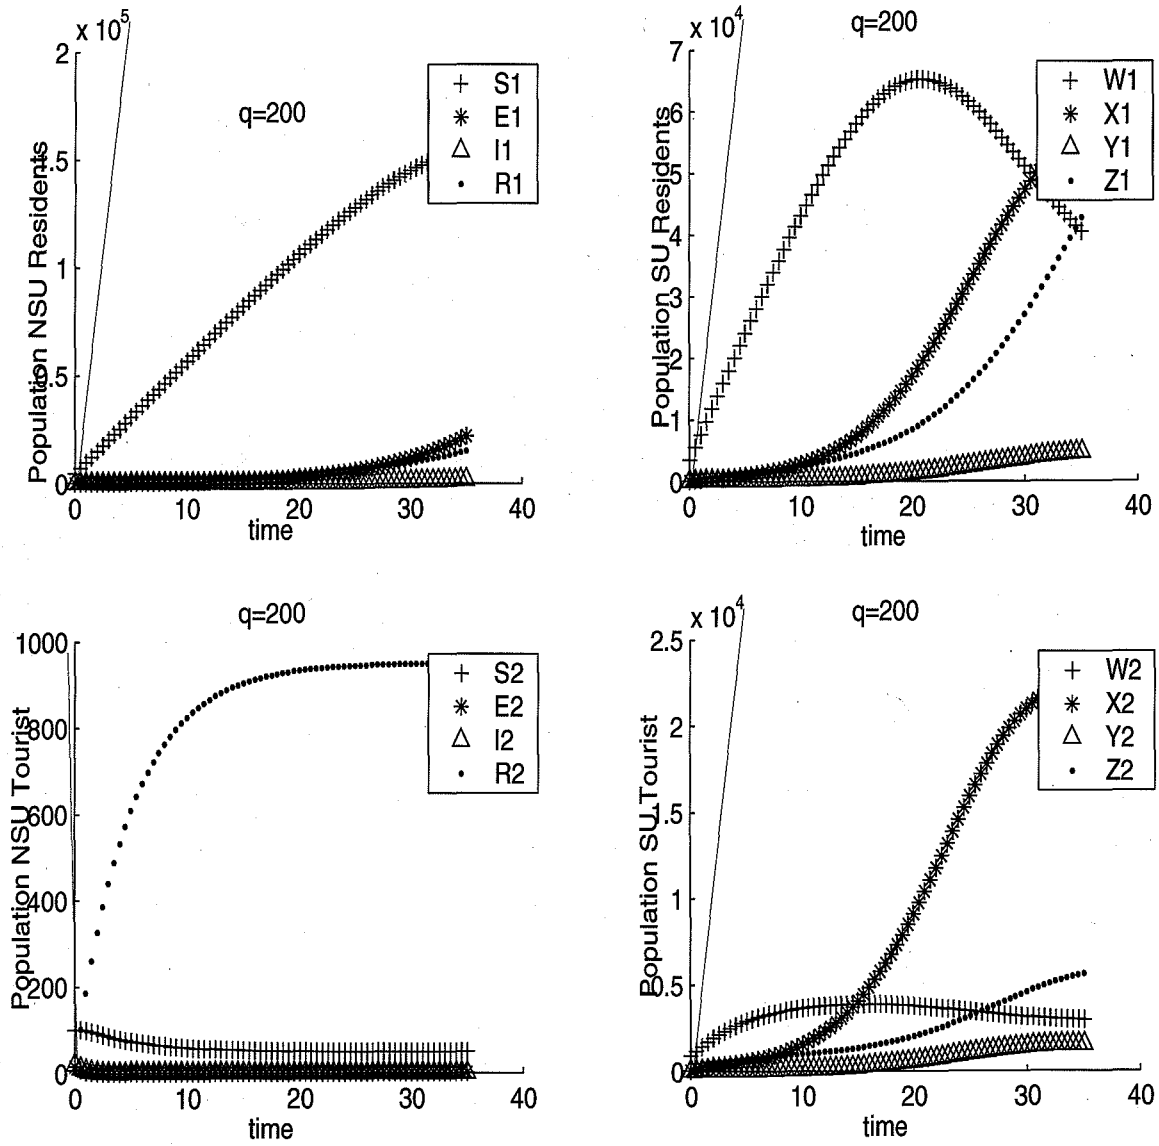 x 10^5
q=200
Population NSU Residents
2
.5
1
.5
0
0 10 20 30 40
time
+ S1
* E1
△ I1
• R1
x 10^4
q=200
Population SU Residents
7
6
5
4
3
2
1
0
0 10 20 30 40
time
+ W1
* X1
△ Y1
• Z1
q=200
Population NSU Tourist
1000
800
600
400
200
0
0 10 20 30 40
time
+ S2
* E2
△ I2
• R2
x 10^4
q=200
Population SU Tourist
2.5
2
1.5
1
0.5
0
0 10 20 30 40
time
+ W2
* X2
△ Y2
• Z2